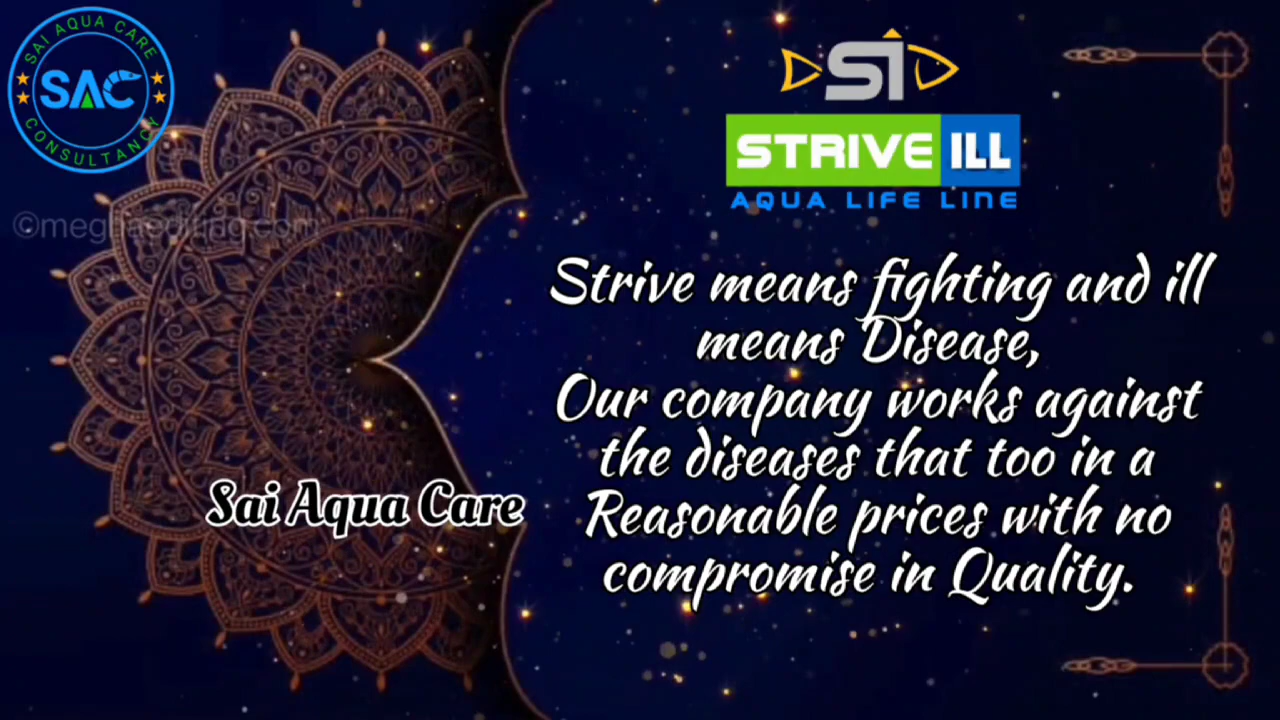 SAI AQUA CARE
SAC
CONSULTANCY
SI
STRIVE ILL
AQUA LIFE LINE
Strive means fighting and ill
means Disease,
Our company works against
the diseases that too in a
Reasonable prices with no
compromise in Quality.
Sai Aqua Care